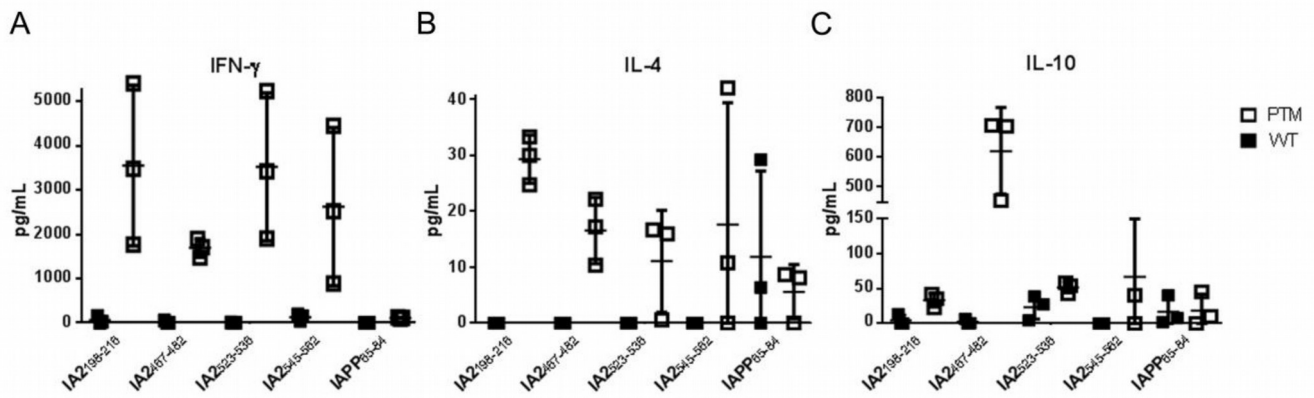 A
IFN-γ
pg/mL
5000
4000
3000
2000
1000
0
IA2198-216
IA2467-482
IA2523-536
IA2545-562
IAPP65-84
B
IL-4
pg/mL
40
30
20
10
0
IA2198-216
IA2467-482
IA2523-536
IA2545-562
IAPP65-84
C
IL-10
pg/mL
800
700
600
500
150
100
50
0
IA2198-216
IA2467-482
IA2523-536
IA2545-562
IAPP65-84
PTM
WT